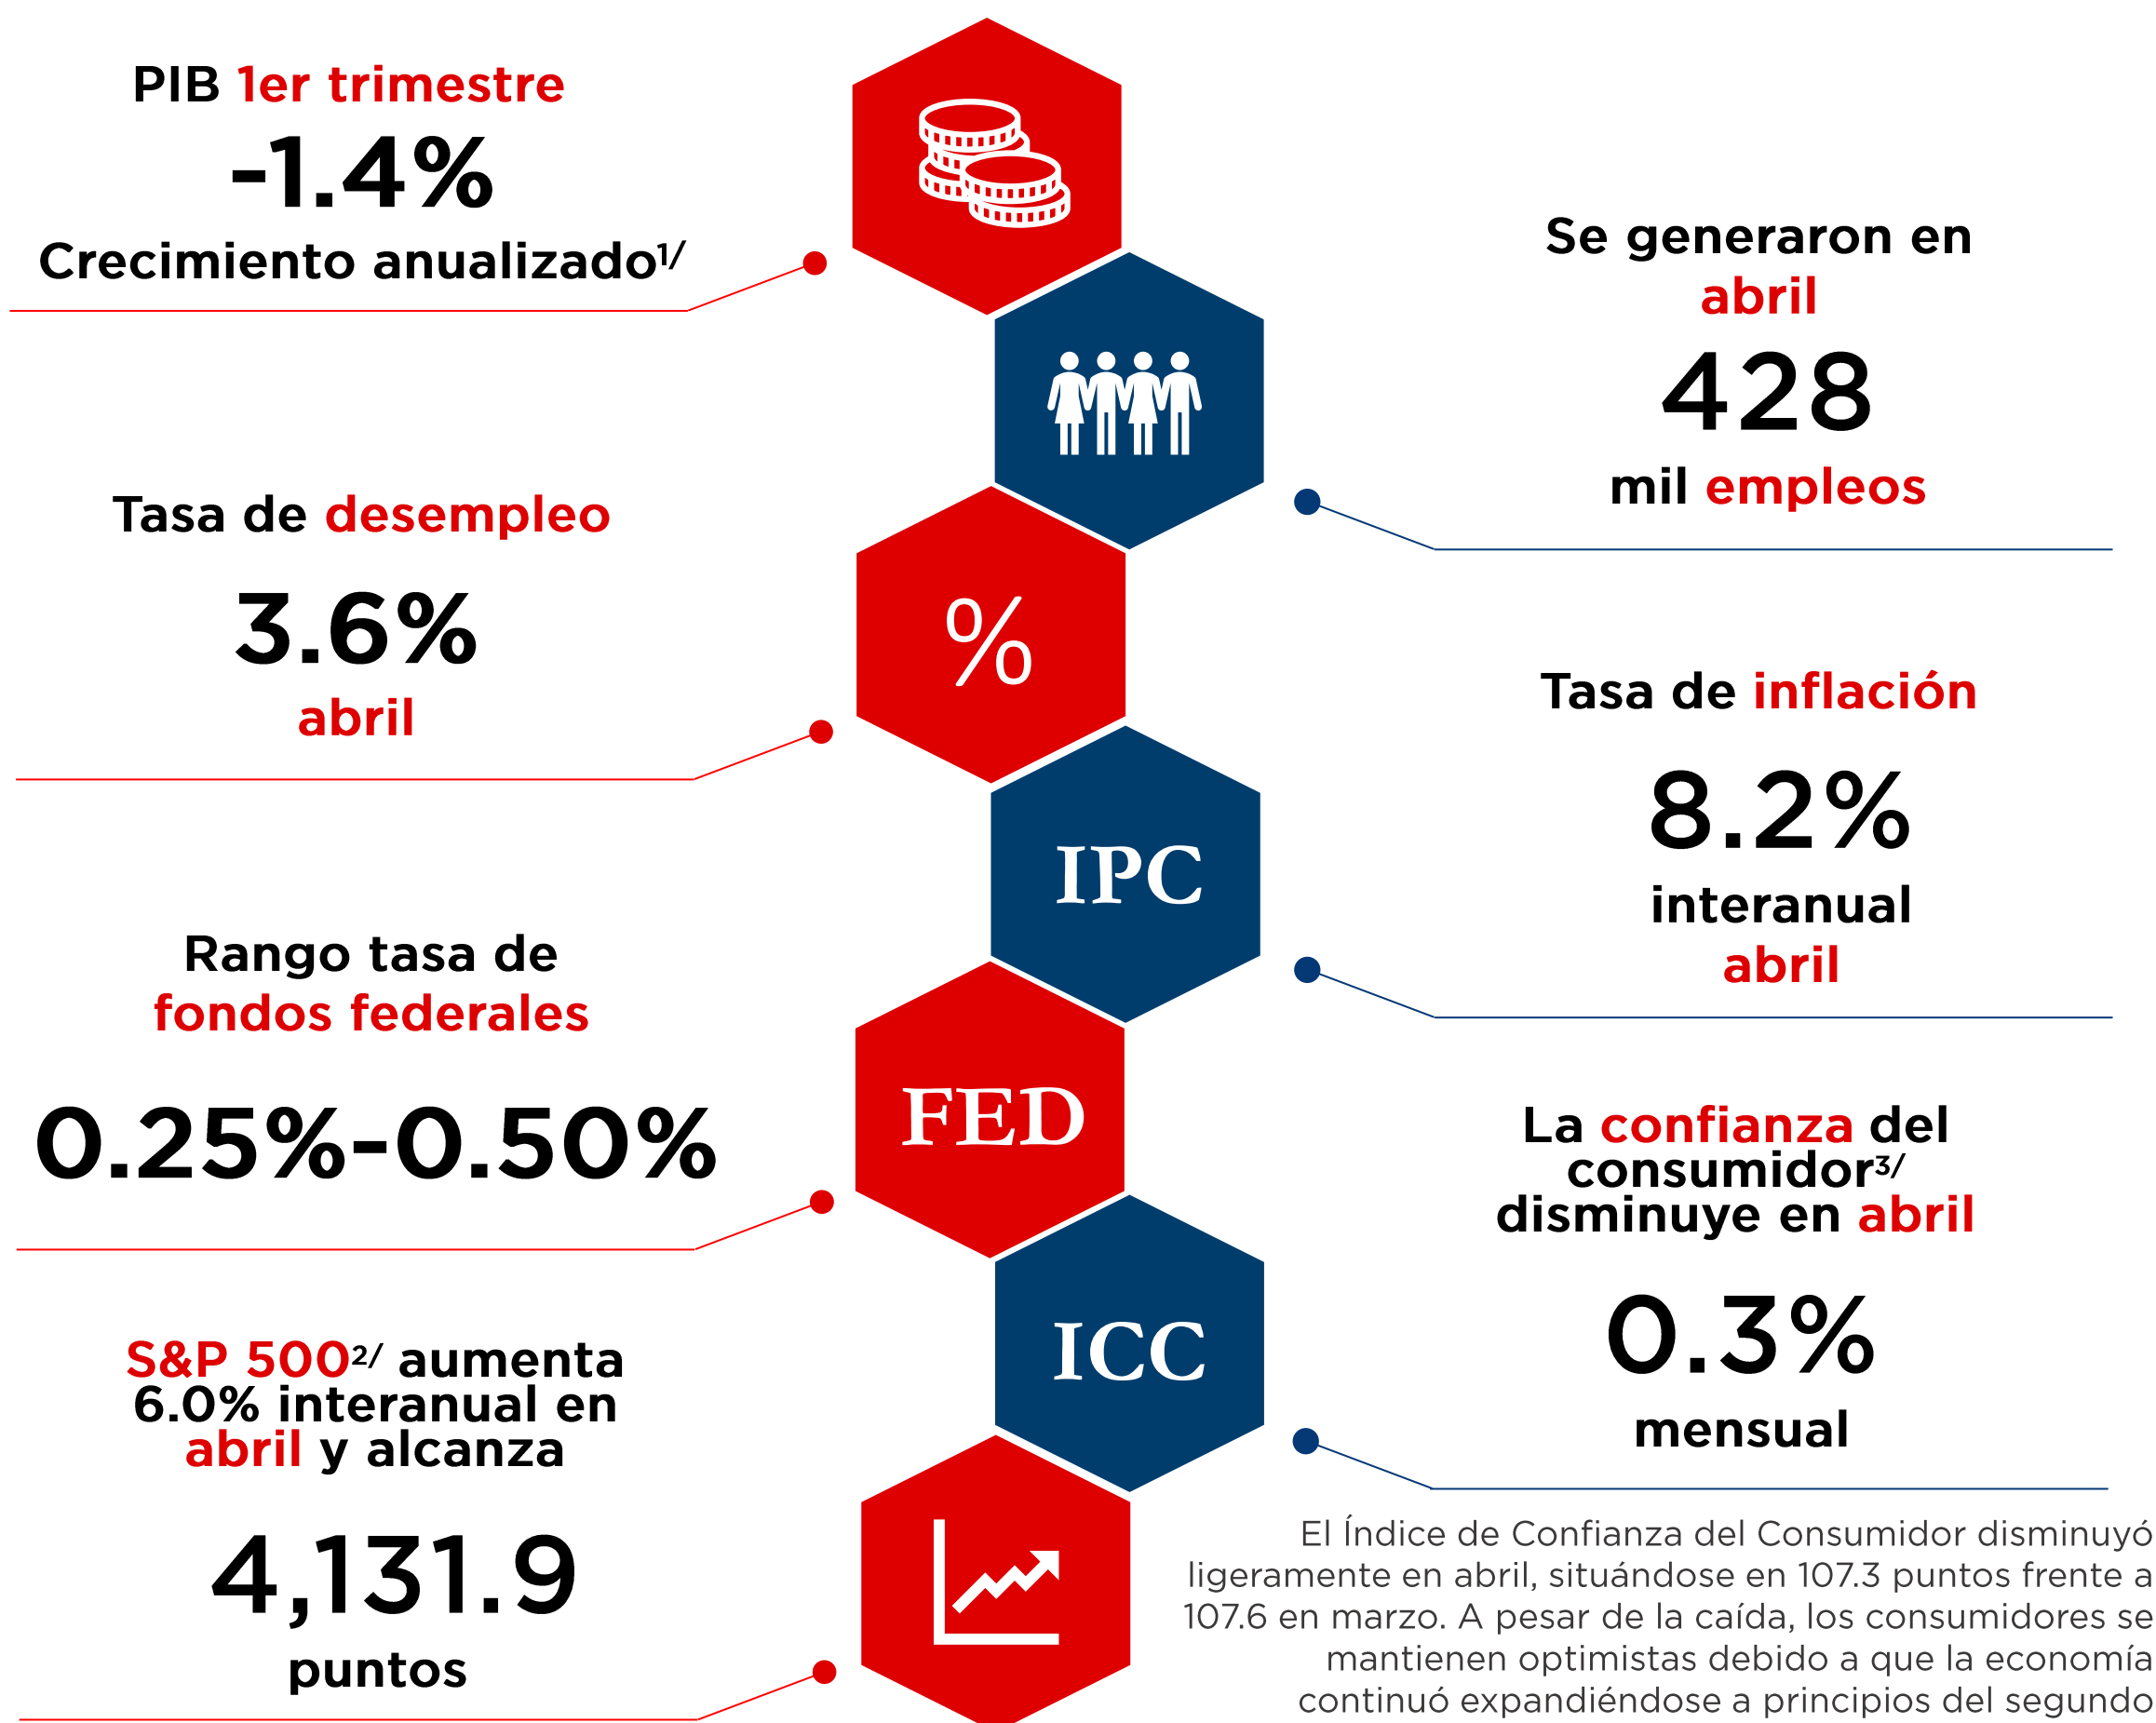 PIB 1er trimestre
-1.4%
Crecimiento anualizado1/
Se generaron en
abril
428
mil empleos
Tasa de desempleo
3.6%
abril
%
Tasa de inflación
8.2%
interanual
abril
IPC
Rango tasa de
fondos federales
0.25%-0.50%
FED
La confianza del
consumidor3/
disminuye en abril
0.3%
mensual
ICC
S&P 5002/ aumenta
6.0% interanual en
abril y alcanza
4,131.9
puntos
El Índice de Confianza del Consumidor disminuyó
ligeramente en abril, situándose en 107.3 puntos frente a
107.6 en marzo. A pesar de la caída, los consumidores se
mantienen optimistas debido a que la economía
continuó expandiéndose a principios del segundo